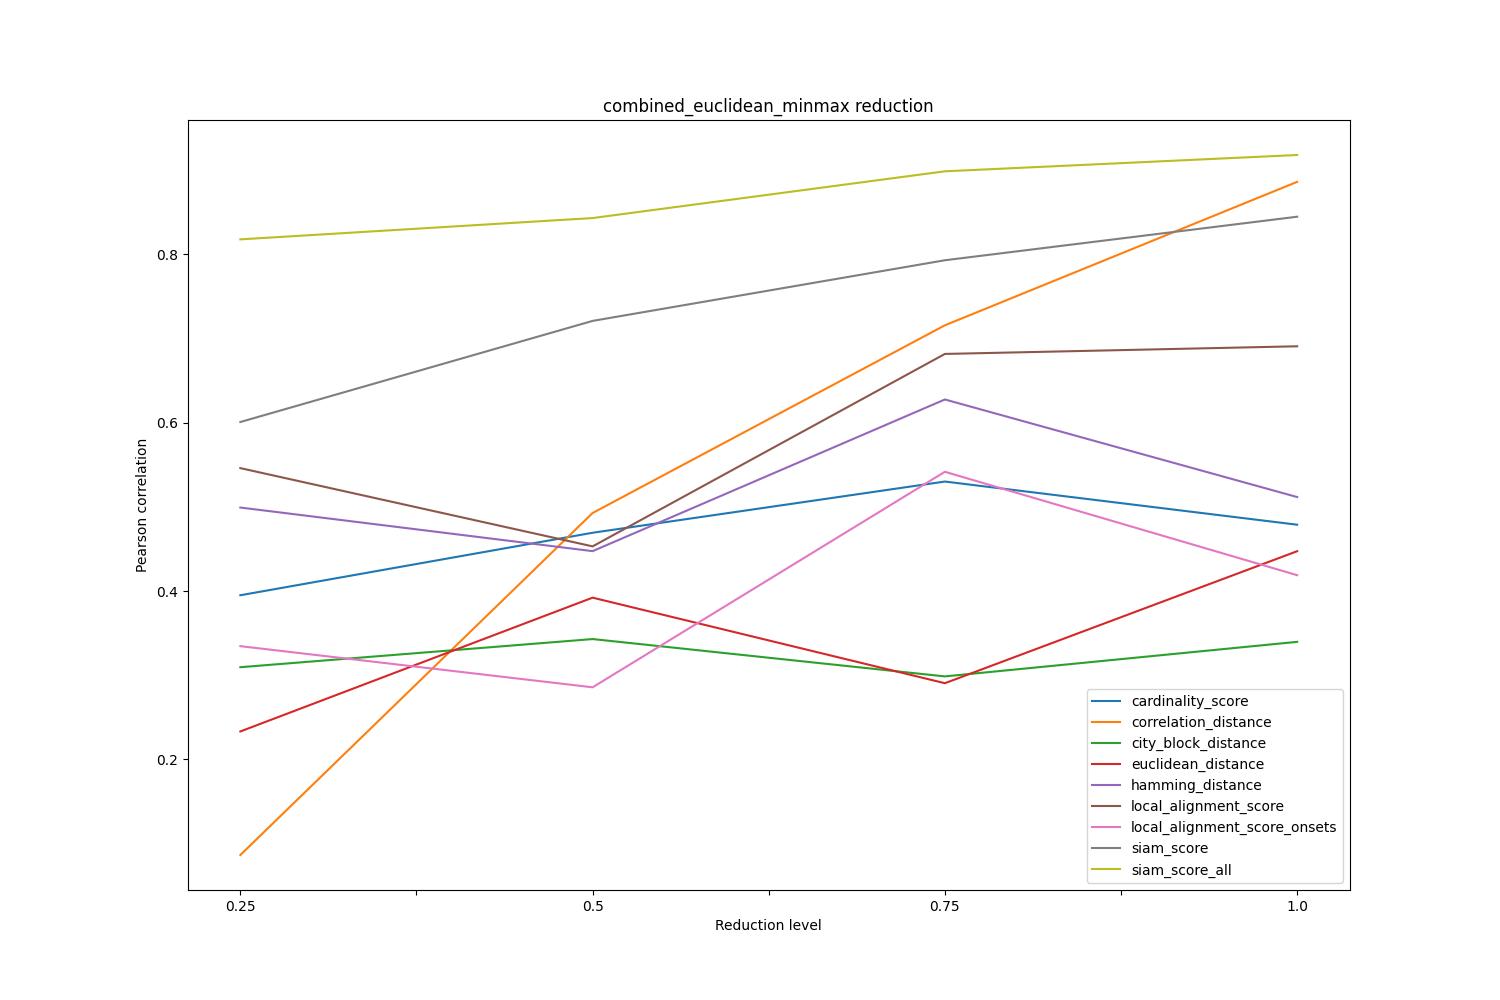 combined_euclidean_minmax reduction
Pearson correlation
0.8
0.6
0.4
0.2
0.25 0.5 0.75 1.0
Reduction level
cardinality_score
correlation_distance
city_block_distance
euclidean_distance
hamming_distance
local_alignment_score
local_alignment_score_onsets
siam_score
siam_score_all